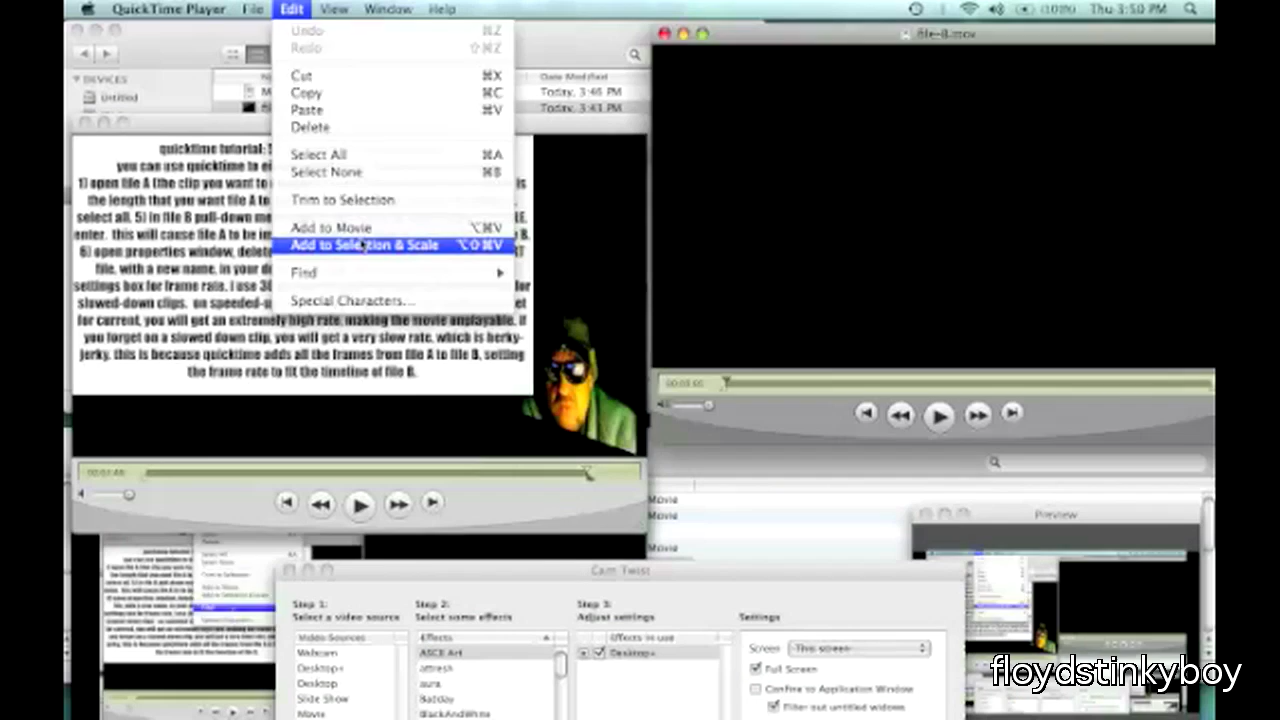 QuickTime Player File Edit View Window Help
(100%) Thu 3:50 PM
Undo ⌘Z
Redo ⇧⌘Z
Cut ⌘X
Copy ⌘C
Paste ⌘V
Delete
Select All ⌘A
Select None ⌘B
Trim to Selection
Add to Movie ⌥⌘V
Add to Selection & Scale ⌥⇧⌘V
Find
Special Characters...
DEVICES
Untitled
Date Modified
Today, 3:46 PM
Today, 3:43 PM
file-B.mov
quicktime tutorial:
you can use quicktime to
1) open file A (the clip you want to
is
the length that you want file A to
select all. 5) in file B pull-down
enter. this will cause file A to be
B.
6) open properties window, delete
file, with a new name, in your
settings box for frame rate. I use
for
slowed-down clips. on speeded-
for current, you will get an extremely high rate, making the movie unplayable. if
you forget on a slowed down clip, you will get a very slow rate, which is herky-
jerky. this is because quicktime adds all the frames from file A to file B, setting
the frame rate to fit the timeline of file B.
Movie
Movie
Movie
Preview
Cam Twist
Step 1:
Select a video source
Video Sources
Webcam
Desktop+
Desktop
Slide Show
Movie
Step 2:
Select some effects
Effects
ASCII Art
attresh
aura
Badday
BlackAndWhite
Step 3:
Adjust settings
Effects in use
Desktop+
Settings
Screen This screen
Full Screen
Confine to Application Window
Filter out untitled windows
floydstinkyboy